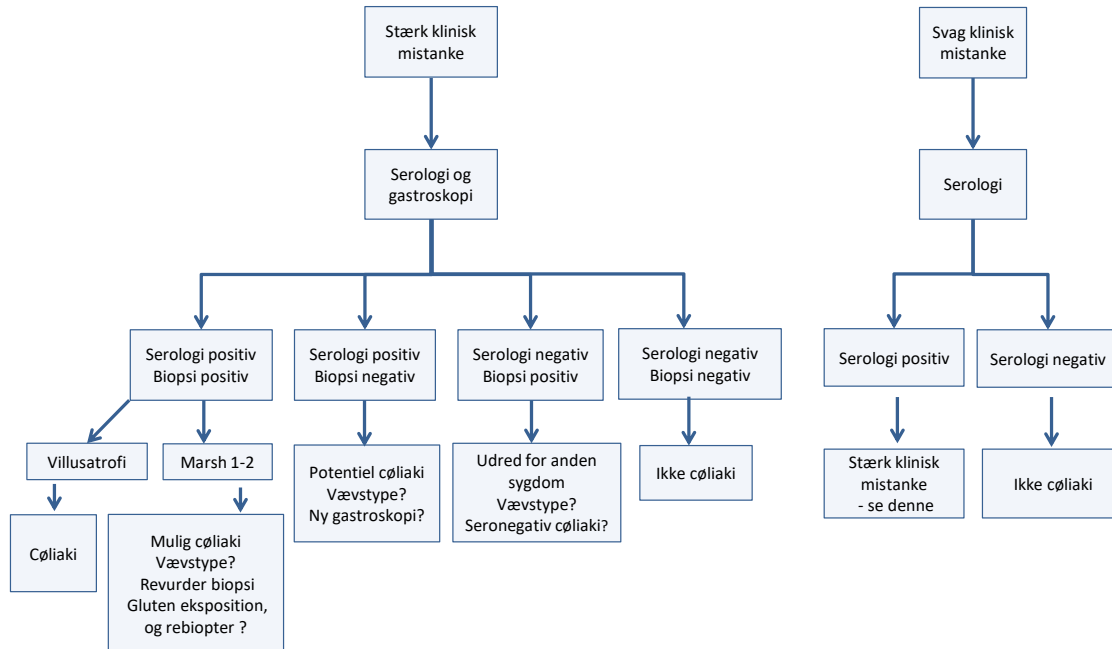 Stærk klinisk
mistanke
Svag klinisk
mistanke
Serologi og
gastroskopi
Serologi
Serologi positiv
Biopsi positiv
Serologi positiv
Biopsi negativ
Serologi negativ
Biopsi positiv
Serologi negativ
Biopsi negativ
Serologi positiv
Serologi negativ
Villusatrofi
Marsh 1-2
Potentiel cøliaki
Vævstype?
Ny gastroskopi?
Udred for anden
sygdom
Vævstype?
Seronegativ cøliaki?
Ikke cøliaki
Stærk klinisk
mistanke
- se denne
Ikke cøliaki
Cøliaki
Mulig cøliaki
Vævstype?
Revurder biopsi
Gluten eksposition,
og rebiopter ?